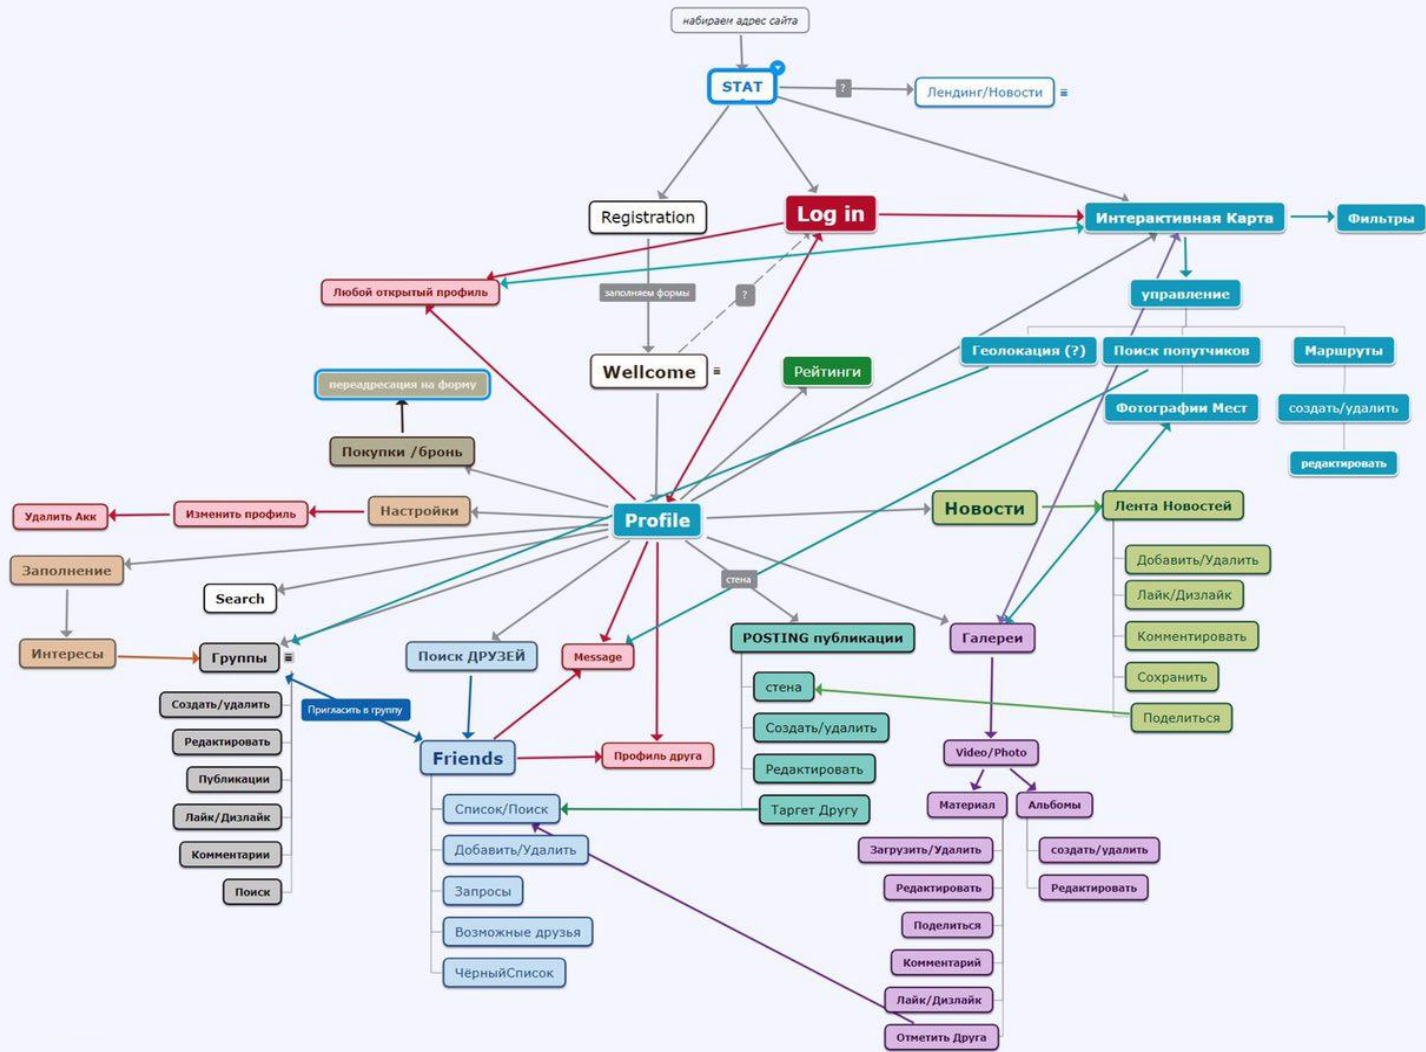 набираем адрес сайта
STAT
?
Лендинг/Новости
Registration
Log in
Интерактивная Карта
Фильтры
Любой открытый профиль
заполняем формы
?
управление
Геолокация (?)
Поиск попутчиков
Маршруты
Wellcome
Рейтинги
переадресация на форму
Фотографии Мест
создать/удалить
Покупки /бронь
редактировать
Удалить Акк
Изменить профиль
Настройки
Profile
Новости
Лента Новостей
Заполнение
Search
стена
Добавить/Удалить
Лайк/Дизлайк
Интересы
Группы
Поиск ДРУЗЕЙ
Message
POSTING публикации
Галереи
Комментировать
Сохранить
стена
Поделиться
Создать/удалить
Пригласить в группу
Создать/удалить
Редактировать
Friends
Профиль друга
Video/Photo
Публикации
Редактировать
Лайк/Дизлайк
Список/Поиск
Таргет Другу
Материал
Альбомы
Комментарии
Добавить/Удалить
Загрузить/Удалить
создать/удалить
Поиск
Запросы
Редактировать
Редактировать
Возможные друзья
Поделиться
ЧёрныйСписок
Комментарий
Лайк/Дизлайк
Отметить Друга